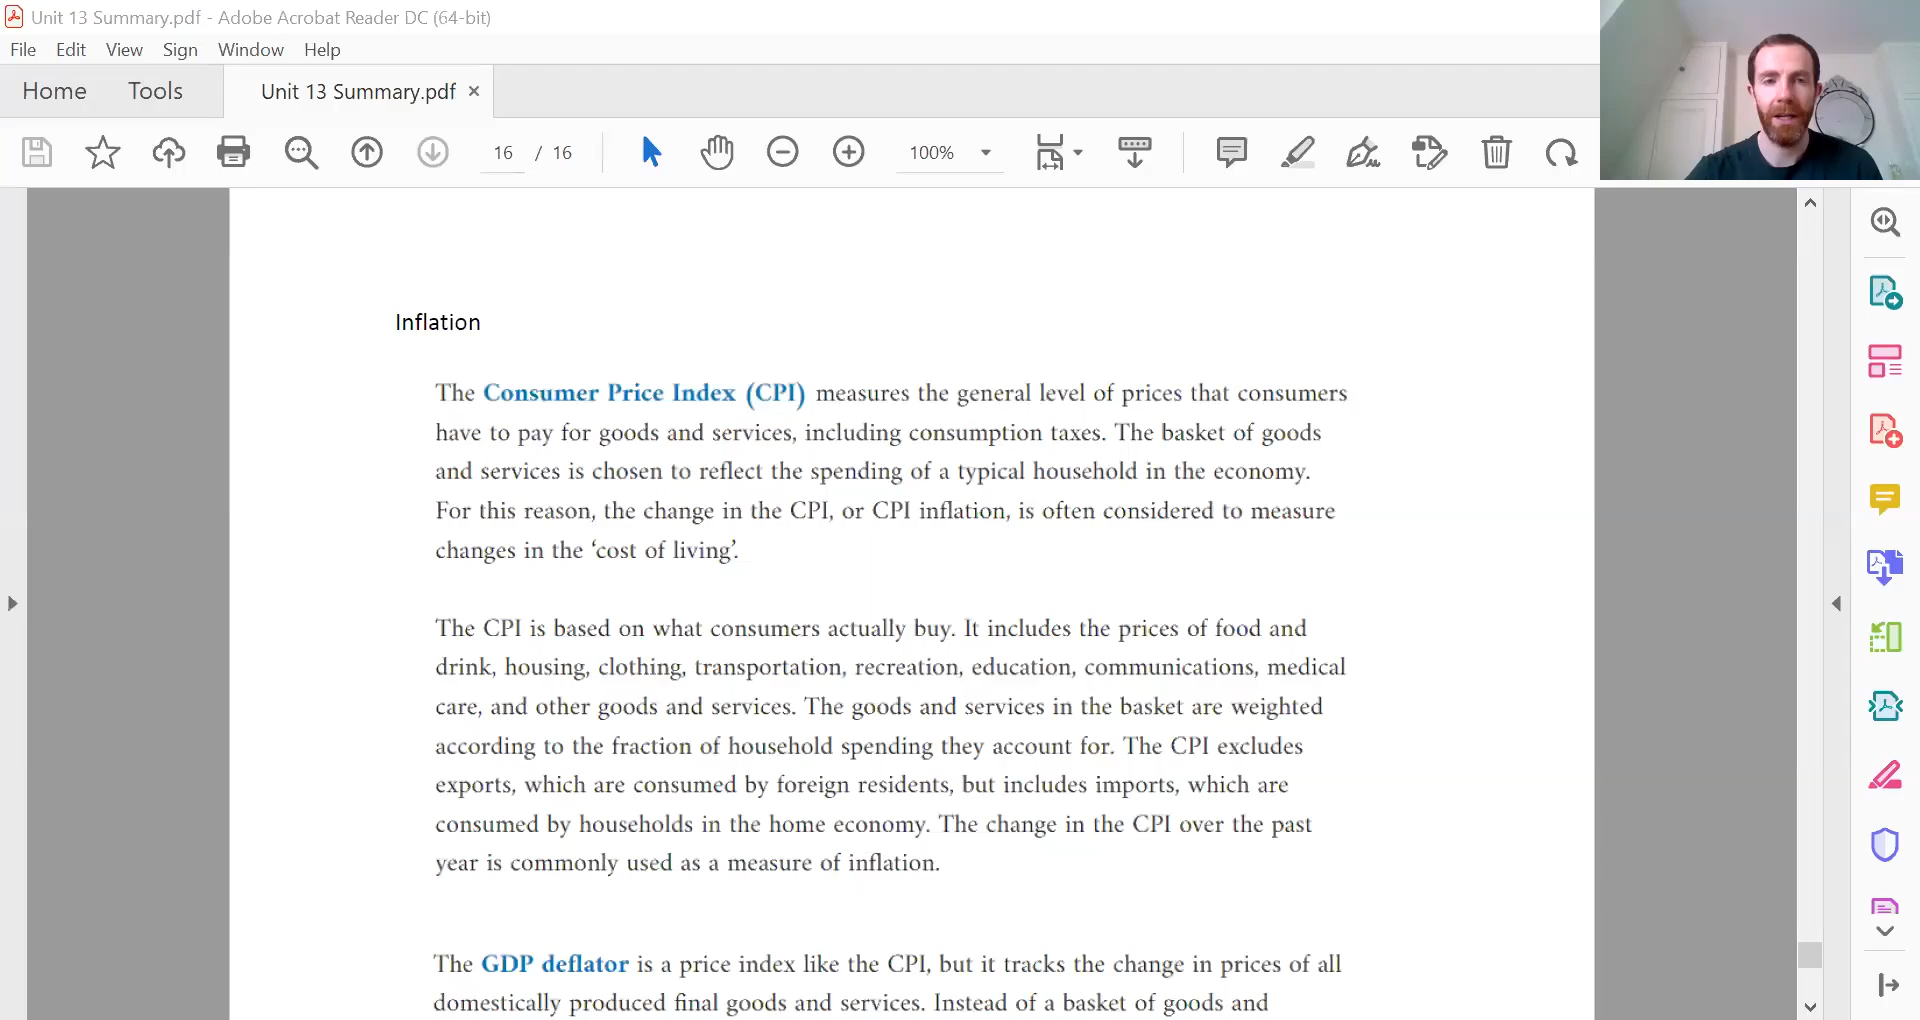 Unit 13 Summary.pdf - Adobe Acrobat Reader DC (64-bit)
File Edit View Sign Window Help
Home Tools Unit 13 Summary.pdf ×
16 / 16 100%
Inflation
The Consumer Price Index (CPI) measures the general level of prices that consumers
have to pay for goods and services, including consumption taxes. The basket of goods
and services is chosen to reflect the spending of a typical household in the economy.
For this reason, the change in the CPI, or CPI inflation, is often considered to measure
changes in the ‘cost of living’.
The CPI is based on what consumers actually buy. It includes the prices of food and
drink, housing, clothing, transportation, recreation, education, communications, medical
care, and other goods and services. The goods and services in the basket are weighted
according to the fraction of household spending they account for. The CPI excludes
exports, which are consumed by foreign residents, but includes imports, which are
consumed by households in the home economy. The change in the CPI over the past
year is commonly used as a measure of inflation.
The GDP deflator is a price index like the CPI, but it tracks the change in prices of all
domestically produced final goods and services. Instead of a basket of goods and